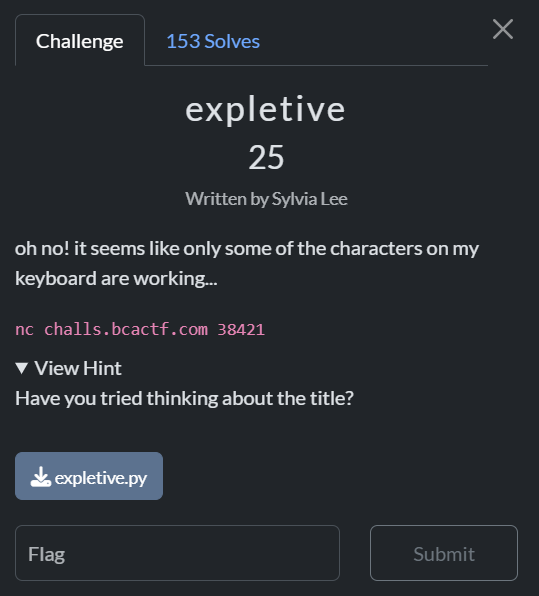 Challenge
153 Solves
expletive
25
Written by Sylvia Lee
oh no! it seems like only some of the characters on my
keyboard are working...
nc challs.bcactf.com 38421
▼ View Hint
Have you tried thinking about the title?
expletive.py
Flag
Submit